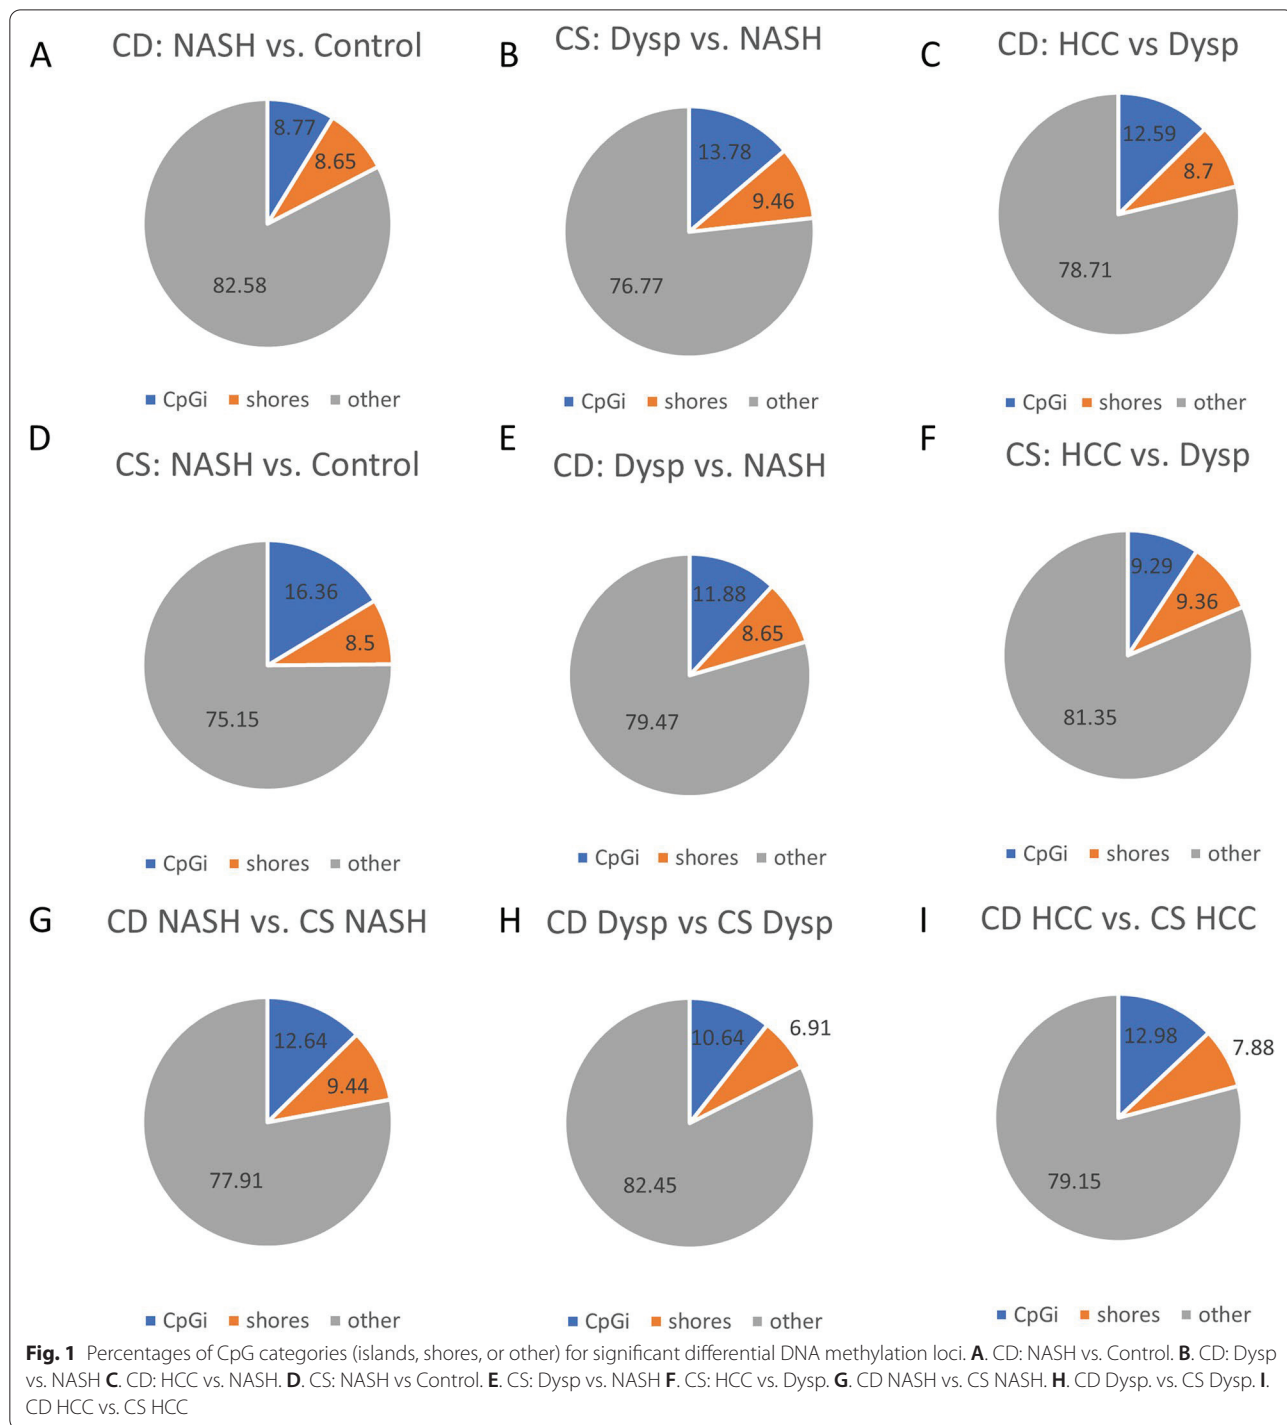 A
CD: NASH vs. Control
8.77
8.65
82.58
CpGi shores other
B
CS: Dysp vs. NASH
13.78
9.46
76.77
CpGi shores other
C
CD: HCC vs Dysp
12.59
8.7
78.71
CpGi shores other
D
CS: NASH vs. Control
16.36
8.5
75.15
CpGi shores other
E
CD: Dysp vs. NASH
11.88
8.65
79.47
CpGi shores other
F
CS: HCC vs. Dysp
9.29
9.36
81.35
CpGi shores other
G
CD NASH vs. CS NASH
12.64
9.44
77.91
CpGi shores other
H
CD Dysp vs CS Dysp
10.64
6.91
82.45
CpGi shores other
I
CD HCC vs. CS HCC
12.98
7.88
79.15
CpGi shores other
Fig. 1 Percentages of CpG categories (islands, shores, or other) for significant differential DNA methylation loci. A. CD: NASH vs. Control. B. CD: Dysp
vs. NASH C. CD: HCC vs. NASH. D. CS: NASH vs Control. E. CS: Dysp vs. NASH F. CS: HCC vs. Dysp. G. CD NASH vs. CS NASH. H. CD Dysp. vs. CS Dysp. I.
CD HCC vs. CS HCC